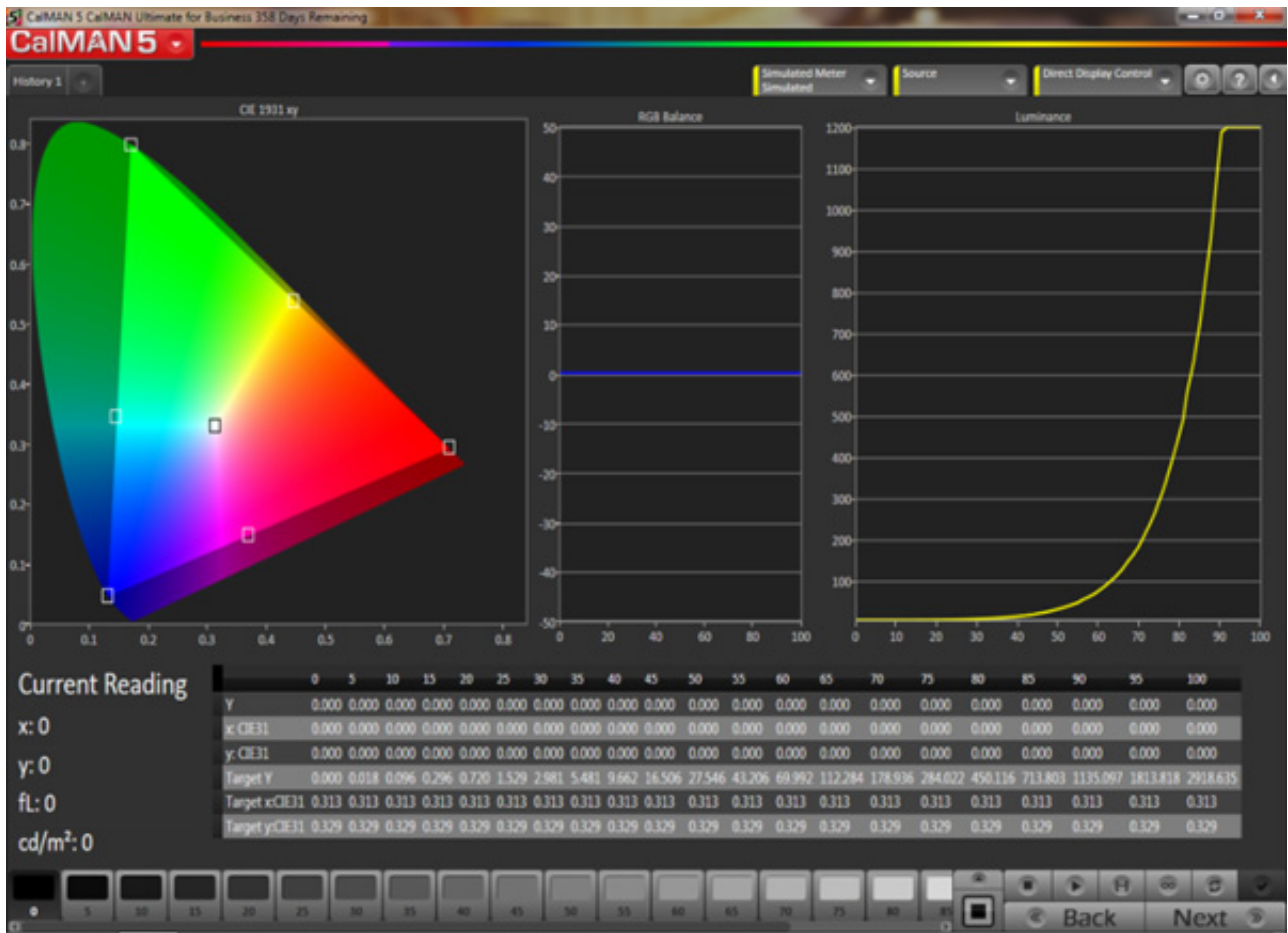 CalMAN 5 CalMAN Ultimate for Business 358 Days Remaining
CalMAN 5
History 1
Simulated Meter
Simulated
Source
Direct Display Control
?
CIE 1931 xy
0.8
0.7
0.6
0.5
0.4
0.3
0.2
0.1
0
0 0.1 0.2 0.3 0.4 0.5 0.6 0.7 0.8
RGB Balance
50
40
30
20
10
0
-10
-20
-30
-40
-50
0 20 40 60 80 100
Luminance
1200
1100
1000
900
800
700
600
500
400
300
200
100
0 10 20 30 40 50 60 70 80 90 100
Current Reading
x: 0
y: 0
fL: 0
cd/m²: 0
0 5 10 15 20 25 30 35 40 45 50 55 60 65 70 75 80 85 90 95 100
Y 0.000 0.000 0.000 0.000 0.000 0.000 0.000 0.000 0.000 0.000 0.000 0.000 0.000 0.000 0.000 0.000 0.000 0.000 0.000 0.000 0.000
x: CIE31 0.000 0.000 0.000 0.000 0.000 0.000 0.000 0.000 0.000 0.000 0.000 0.000 0.000 0.000 0.000 0.000 0.000 0.000 0.000 0.000 0.000
y: CIE31 0.000 0.000 0.000 0.000 0.000 0.000 0.000 0.000 0.000 0.000 0.000 0.000 0.000 0.000 0.000 0.000 0.000 0.000 0.000 0.000 0.000
Target Y 0.000 0.018 0.096 0.296 0.720 1.529 2.981 5.481 9.662 16.506 27.546 43.206 69.992 112.284 178.936 284.022 450.116 713.803 1135.097 1813.818 2918.635
Target x:CIE31 0.313 0.313 0.313 0.313 0.313 0.313 0.313 0.313 0.313 0.313 0.313 0.313 0.313 0.313 0.313 0.313 0.313 0.313 0.313 0.313 0.313
Target y:CIE31 0.329 0.329 0.329 0.329 0.329 0.329 0.329 0.329 0.329 0.329 0.329 0.329 0.329 0.329 0.329 0.329 0.329 0.329 0.329 0.329 0.329
0 5 10 15 20 25 30 35 40 45 50 55 60 65 70 75 80 85
Back Next